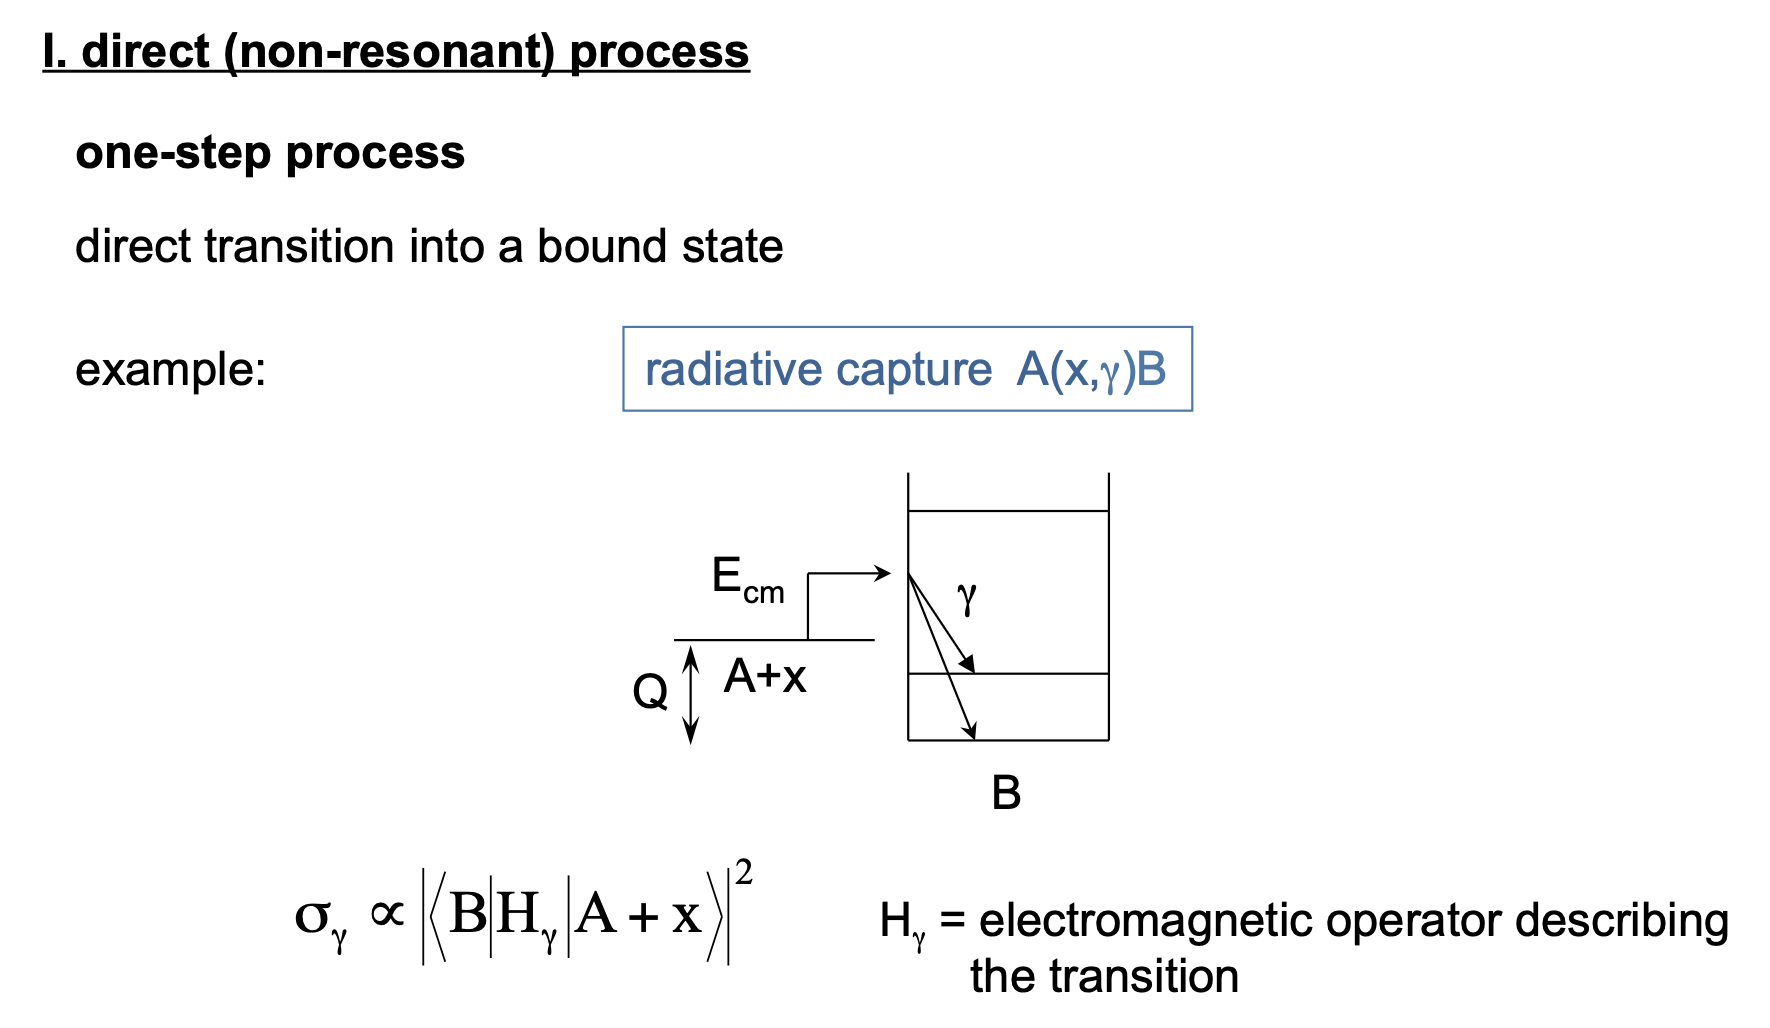 I. direct (non-resonant) process
one-step process
direct transition into a bound state
example:
radiative capture A(x,γ)B
E_cm
γ
A+x
Q
B
σ_γ ∝ |⟨B|H_γ|A + x⟩|²
H_γ = electromagnetic operator describing
the transition